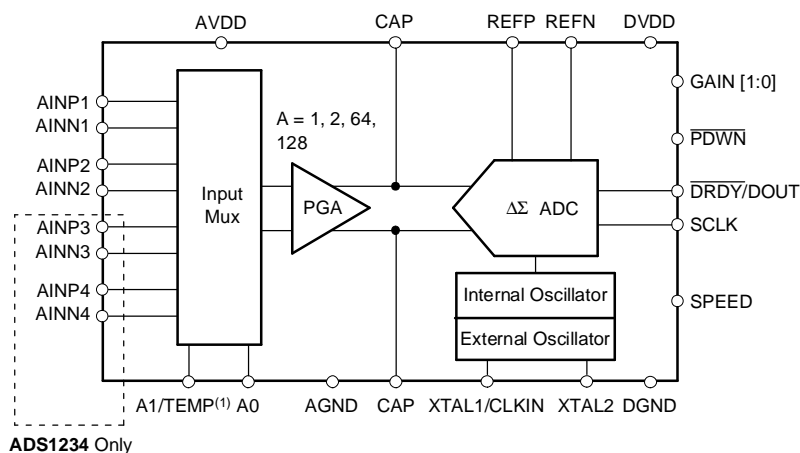 AVDD
CAP
REFP
REFN
DVDD
AINP1
AINN1
AINP2
AINN2
AINP3
AINN3
AINP4
AINN4
Input
Mux
A = 1, 2, 64,
128
PGA
ΔΣ ADC
Internal Oscillator
External Oscillator
GAIN [1:0]
PDWN
DRDY/DOUT
SCLK
SPEED
A1/TEMP(1)
A0
AGND
CAP
XTAL1/CLKIN
XTAL2
DGND
ADS1234 Only